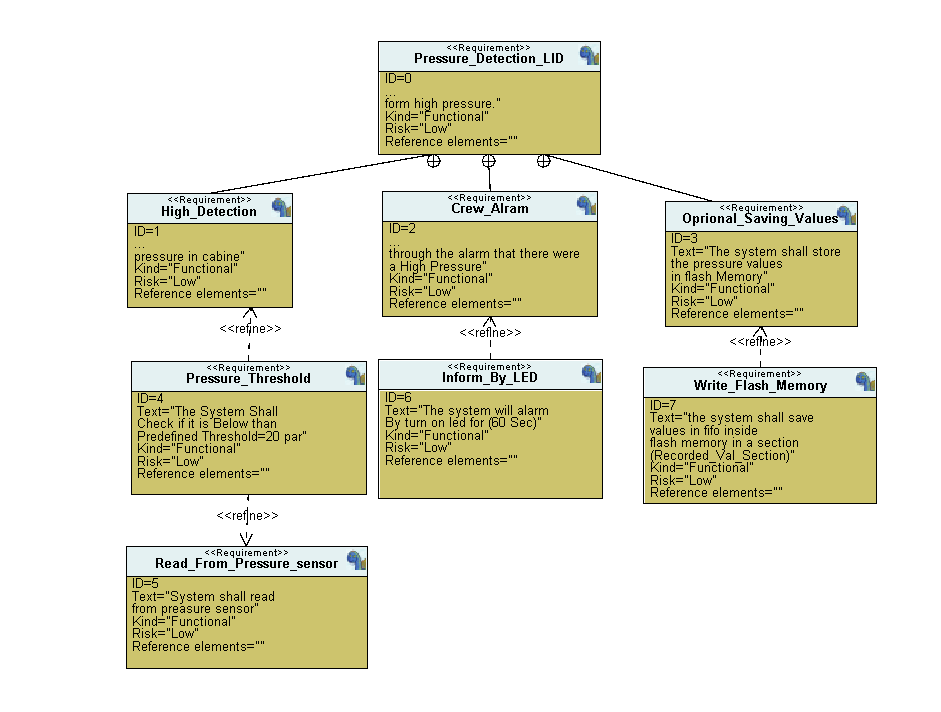 <<Requirement>>
Pressure_Detection_LID
ID=0
...
form high pressure."
Kind="Functional"
Risk="Low"
Reference elements=""
<<Requirement>>
High_Detection
ID=1
...
pressure in cabine"
Kind="Functional"
Risk="Low"
Reference elements=""
<<Requirement>>
Crew_Alram
ID=2
...
through the alarm that there were
a High Pressure"
Kind="Functional"
Risk="Low"
Reference elements=""
<<Requirement>>
Oprional_Saving_Values
ID=3
Text="The system shall store
the pressure values
in flash Memory"
Kind="Functional"
Risk="Low"
Reference elements=""
<<refine>>
<<refine>>
<<refine>>
<<Requirement>>
Pressure_Threshold
ID=4
Text="The System Shall
Check if it is Below than
Predefined Threshold=20 par"
Kind="Functional"
Risk="Low"
Reference elements=""
<<Requirement>>
Inform_By_LED
ID=6
Text="The system will alarm
By turn on led for (60 Sec)"
Kind="Functional"
Risk="Low"
Reference elements=""
<<Requirement>>
Write_Flash_Memory
ID=7
Text="the system shall save
values in fifo inside
flash memory in a section
(Recorded_Val_Section)"
Kind="Functional"
Risk="Low"
Reference elements=""
<<refine>>
<<Requirement>>
Read_From_Pressure_sensor
ID=5
Text="System shall read
from preasure sensor"
Kind="Functional"
Risk="Low"
Reference elements=""